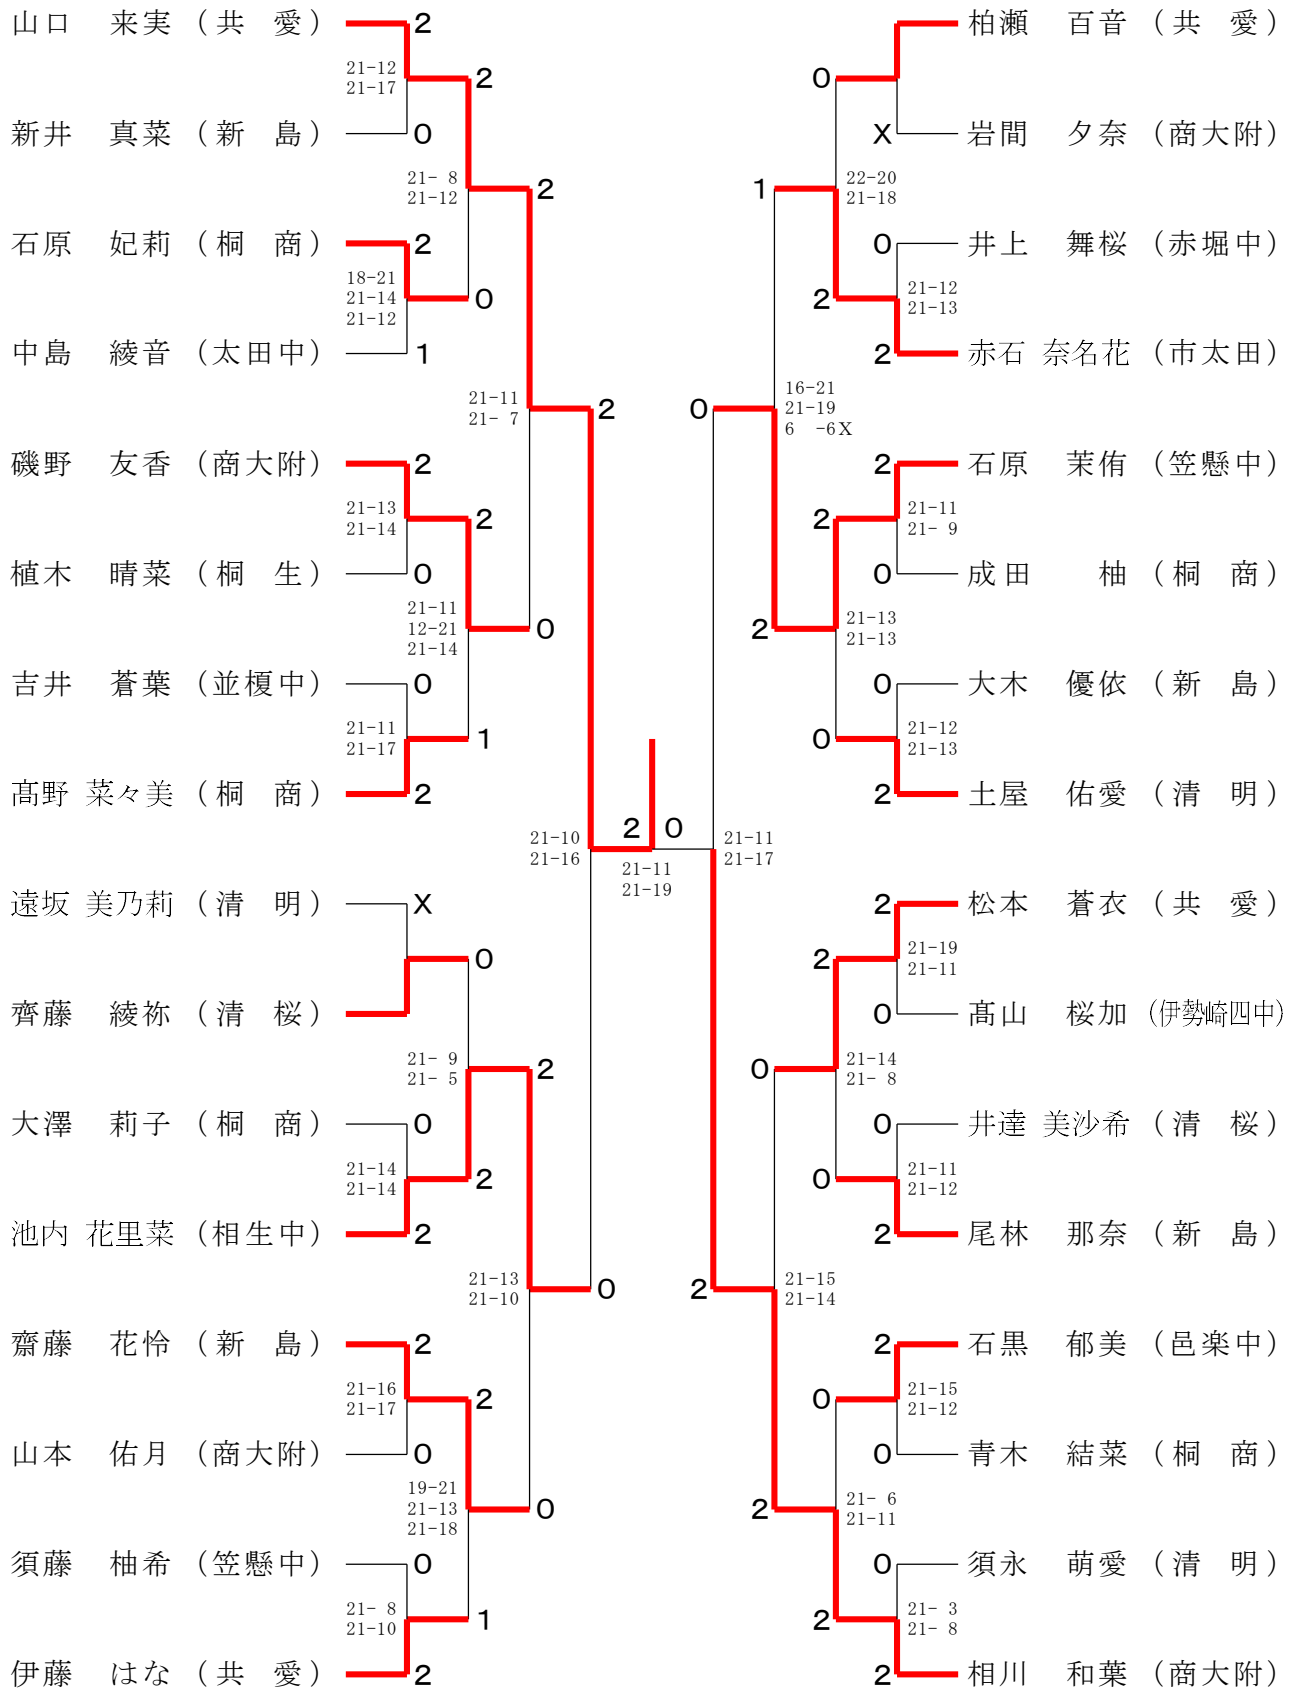 山口 来実 (共 愛) 2
21-12
21-17
2
新井 真菜 (新 島) 0
21- 8
21-12
2
石原 妃莉 (桐 商) 2
18-21
21-14
21-12
0
中島 綾音 (太田中) 1
21-11
21- 7
2
磯野 友香 (商大附) 2
21-13
21-14
2
植木 晴菜 (桐 生) 0
21-11
12-21
21-14
0
吉井 蒼葉 (並榎中) 0
21-11
21-17
1
髙野 菜々美 (桐 商) 2
21-10
21-16
遠坂 美乃莉 (清 明) X
0
齊藤 綾祢 (清 桜)
21- 9
21- 5
2
大澤 莉子 (桐 商) 0
21-14
21-14
2
池内 花里菜 (相生中) 2
21-13
21-10
0
齋藤 花怜 (新 島) 2
21-16
21-17
2
山本 佑月 (商大附) 0
19-21
21-13
21-18
0
須藤 柚希 (笠懸中) 0
21- 8
21-10
1
伊藤 はな (共 愛) 2
2 0
21-11
21-19
柏瀬 百音 (共 愛)
0
X 岩間 夕奈 (商大附)
1
22-20
21-18
0 井上 舞桜 (赤堀中)
21-12
21-13
2
2 赤石 奈名花 (市太田)
0
16-21
21-19
6 -6X
2 石原 茉侑 (笠懸中)
21-11
21- 9
2
0 成田 柚 (桐 商)
2
21-13
21-13
0 大木 優依 (新 島)
21-12
21-13
0
2 土屋 佑愛 (清 明)
21-11
21-17
2 松本 蒼衣 (共 愛)
21-19
21-11
2
0 髙山 桜加 (伊勢崎四中)
0
21-14
21- 8
0 井達 美沙希 (清 桜)
21-11
21-12
0
2 尾林 那奈 (新 島)
2
21-15
21-14
2 石黒 郁美 (邑楽中)
21-15
21-12
0
0 青木 結菜 (桐 商)
2
21- 6
21-11
0 須永 萌愛 (清 明)
21- 3
21- 8
2
2 相川 和葉 (商大附)